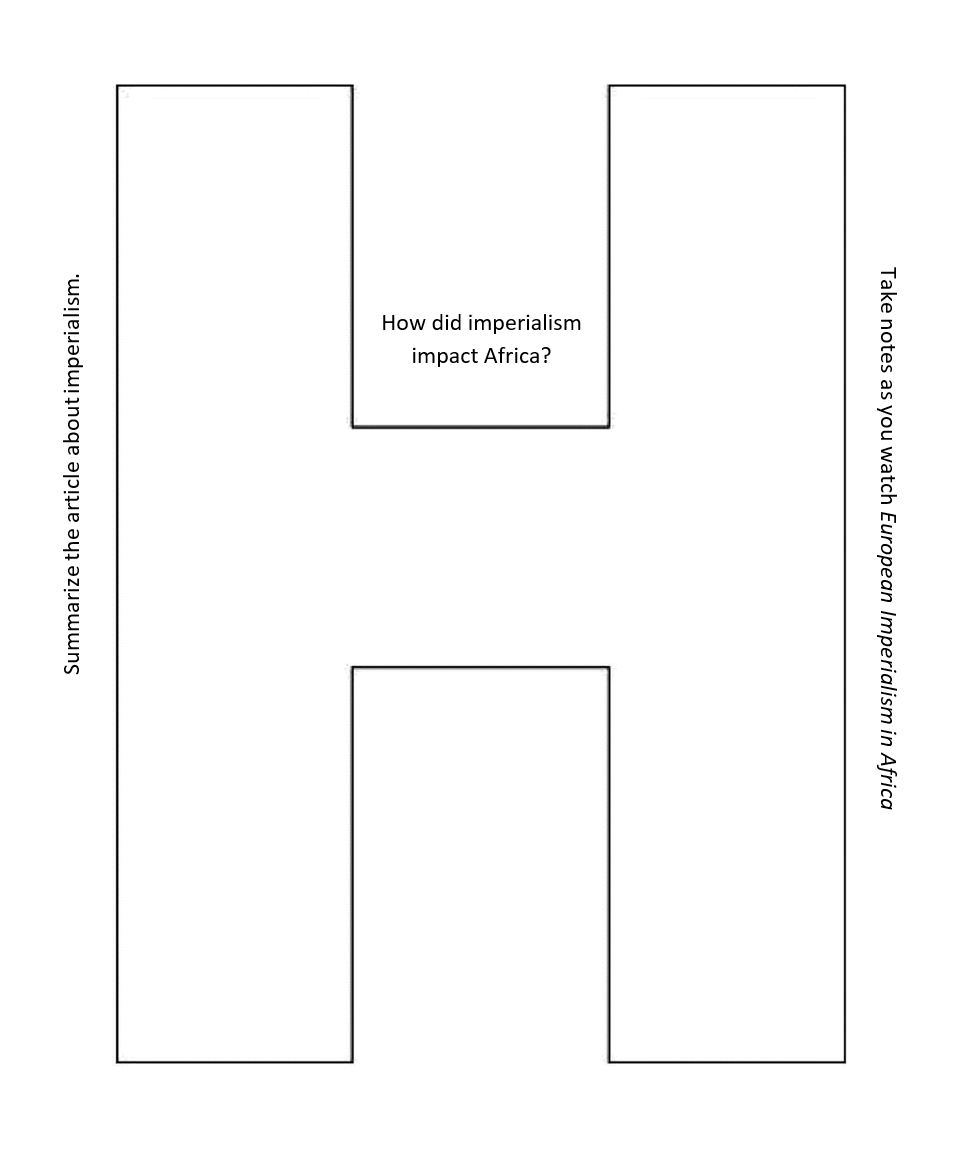 Summarize the article about imperialism.
How did imperialism
impact Africa?
Take notes as you watch European Imperialism in Africa